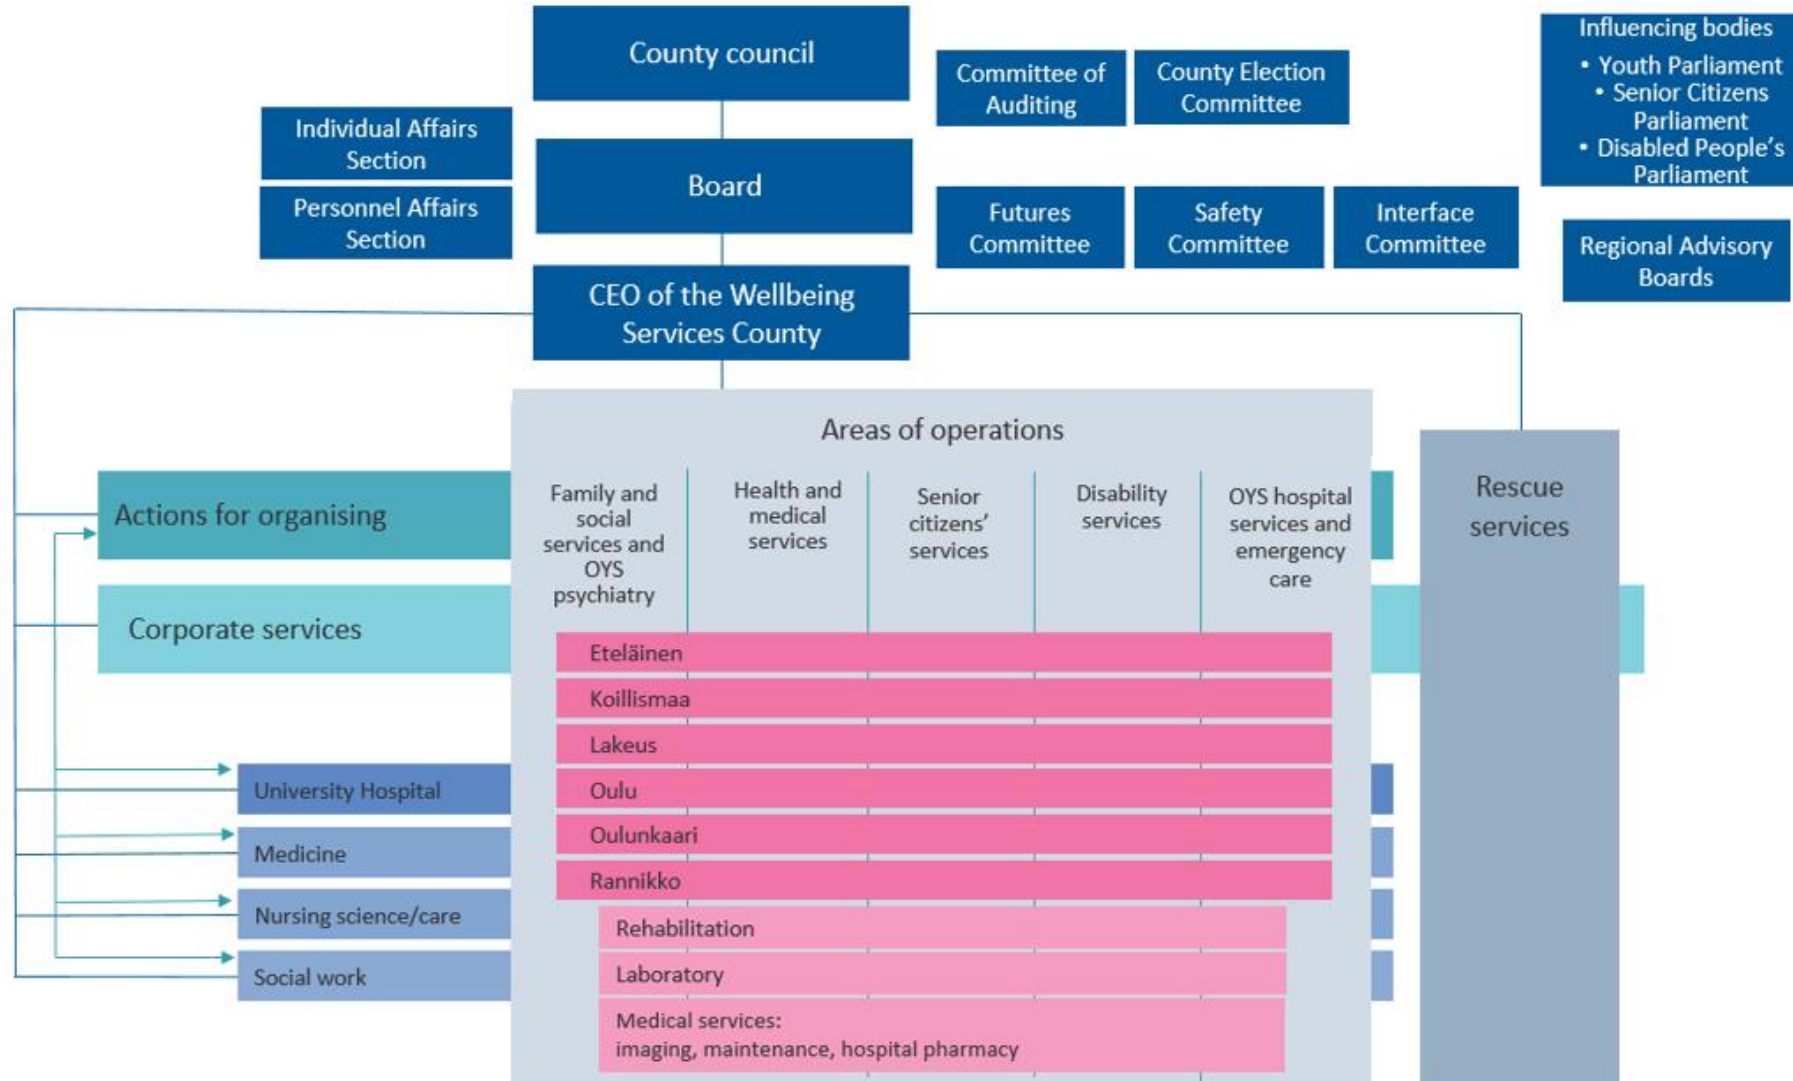 County council
Committee of
Auditing
County Election
Committee
Influencing bodies
• Youth Parliament
• Senior Citizens
Parliament
• Disabled People's
Parliament
Individual Affairs
Section
Personnel Affairs
Section
Board
Futures
Committee
Safety
Committee
Interface
Committee
Regional Advisory
Boards
CEO of the Wellbeing
Services County
Areas of operations
Actions for organising
Family and
social
services and
OYS
psychiatry
Health and
medical
services
Senior
citizens'
services
Disability
services
OYS hospital
services and
emergency
care
Rescue
services
Corporate services
Eteläinen
Koillismaa
Lakeus
Oulu
Oulunkaari
Rannikko
University Hospital
Medicine
Nursing science/care
Social work
Rehabilitation
Laboratory
Medical services:
imaging, maintenance, hospital pharmacy